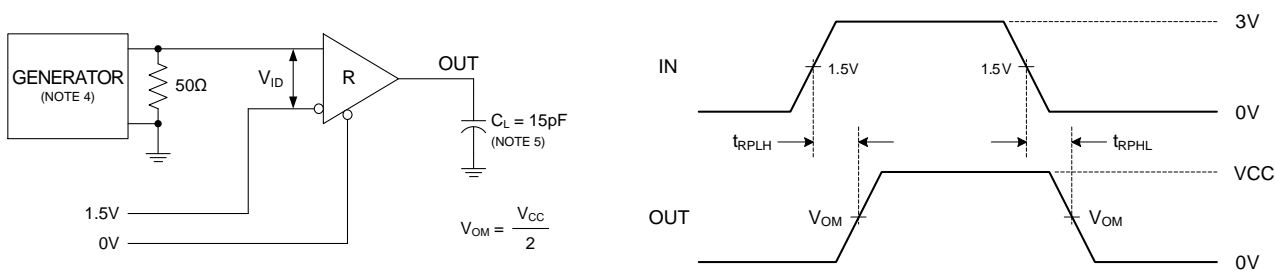 GENERATOR
(NOTE 4)
50Ω
V_ID
R
OUT
C_L = 15pF
(NOTE 5)
1.5V
0V
V_OM = V_CC / 2
IN
1.5V
1.5V
3V
0V
t_RPLH
t_RPHL
OUT
V_OM
V_OM
VCC
0V